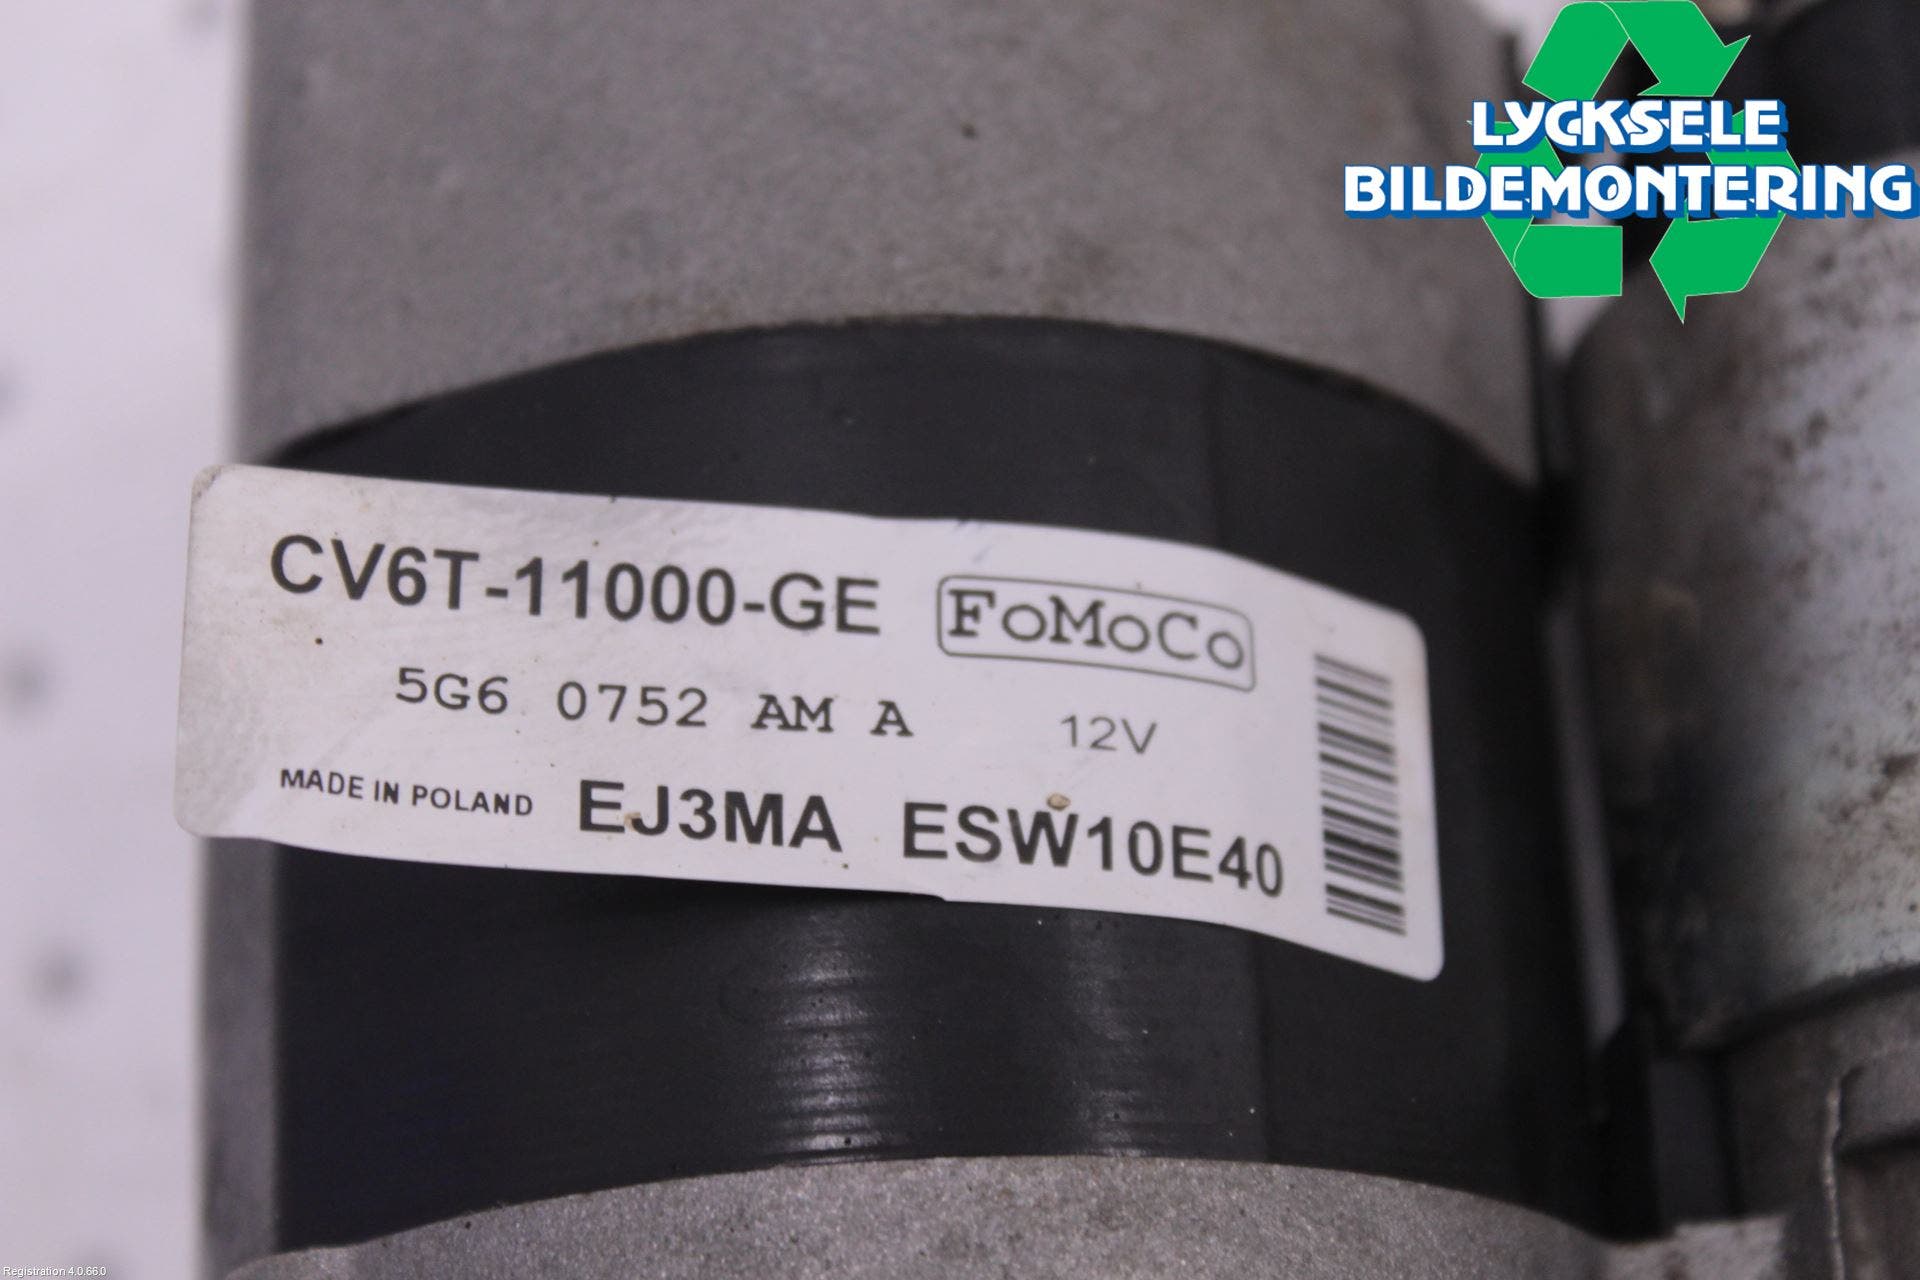 LYCKSELE
BILDEMONTERING
CV6T-11000-GE FoMoCo
5G6 0752 AM A 12V
MADE IN POLAND EJ3MA ESW10E40
Registration 4.0.66.0